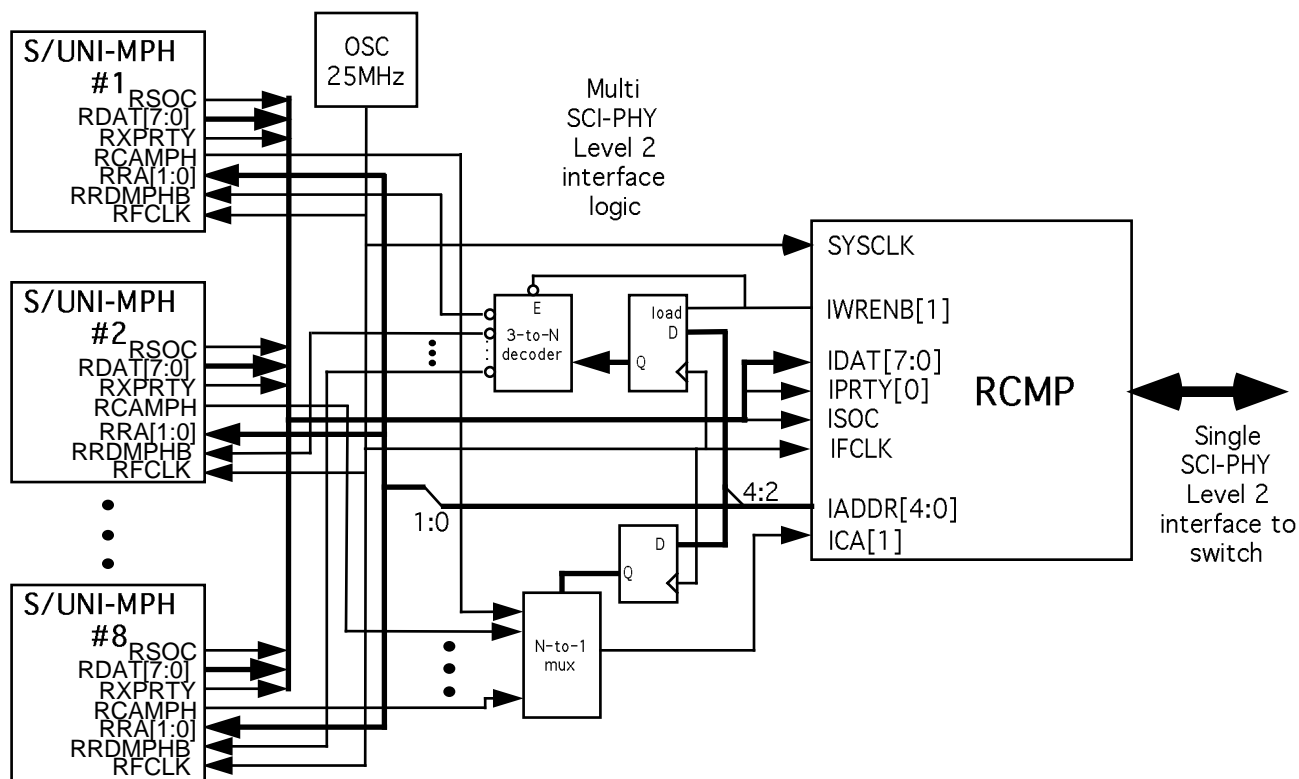 S/UNI-MPH
#1
RSOC
RDAT[7:0]
RXPRTY
RCAMPH
RRA[1:0]
RRDMPHB
RFCLK
OSC
25MHz
Multi
SCI-PHY
Level 2
interface
logic
S/UNI-MPH
#2
RSOC
RDAT[7:0]
RXPRTY
RCAMPH
RRA[1:0]
RRDMPHB
RFCLK
E
3-to-N
decoder
load
D
Q
SYSCLK
IWRENB[1]
IDAT[7:0]
IPRTY[0]
ISOC
IFCLK
IADDR[4:0]
ICA[1]
RCMP
Single
SCI-PHY
Level 2
interface to
switch
1:0
4:2
D
Q
N-to-1
mux
S/UNI-MPH
#8
RSOC
RDAT[7:0]
RXPRTY
RCAMPH
RRA[1:0]
RRDMPHB
RFCLK